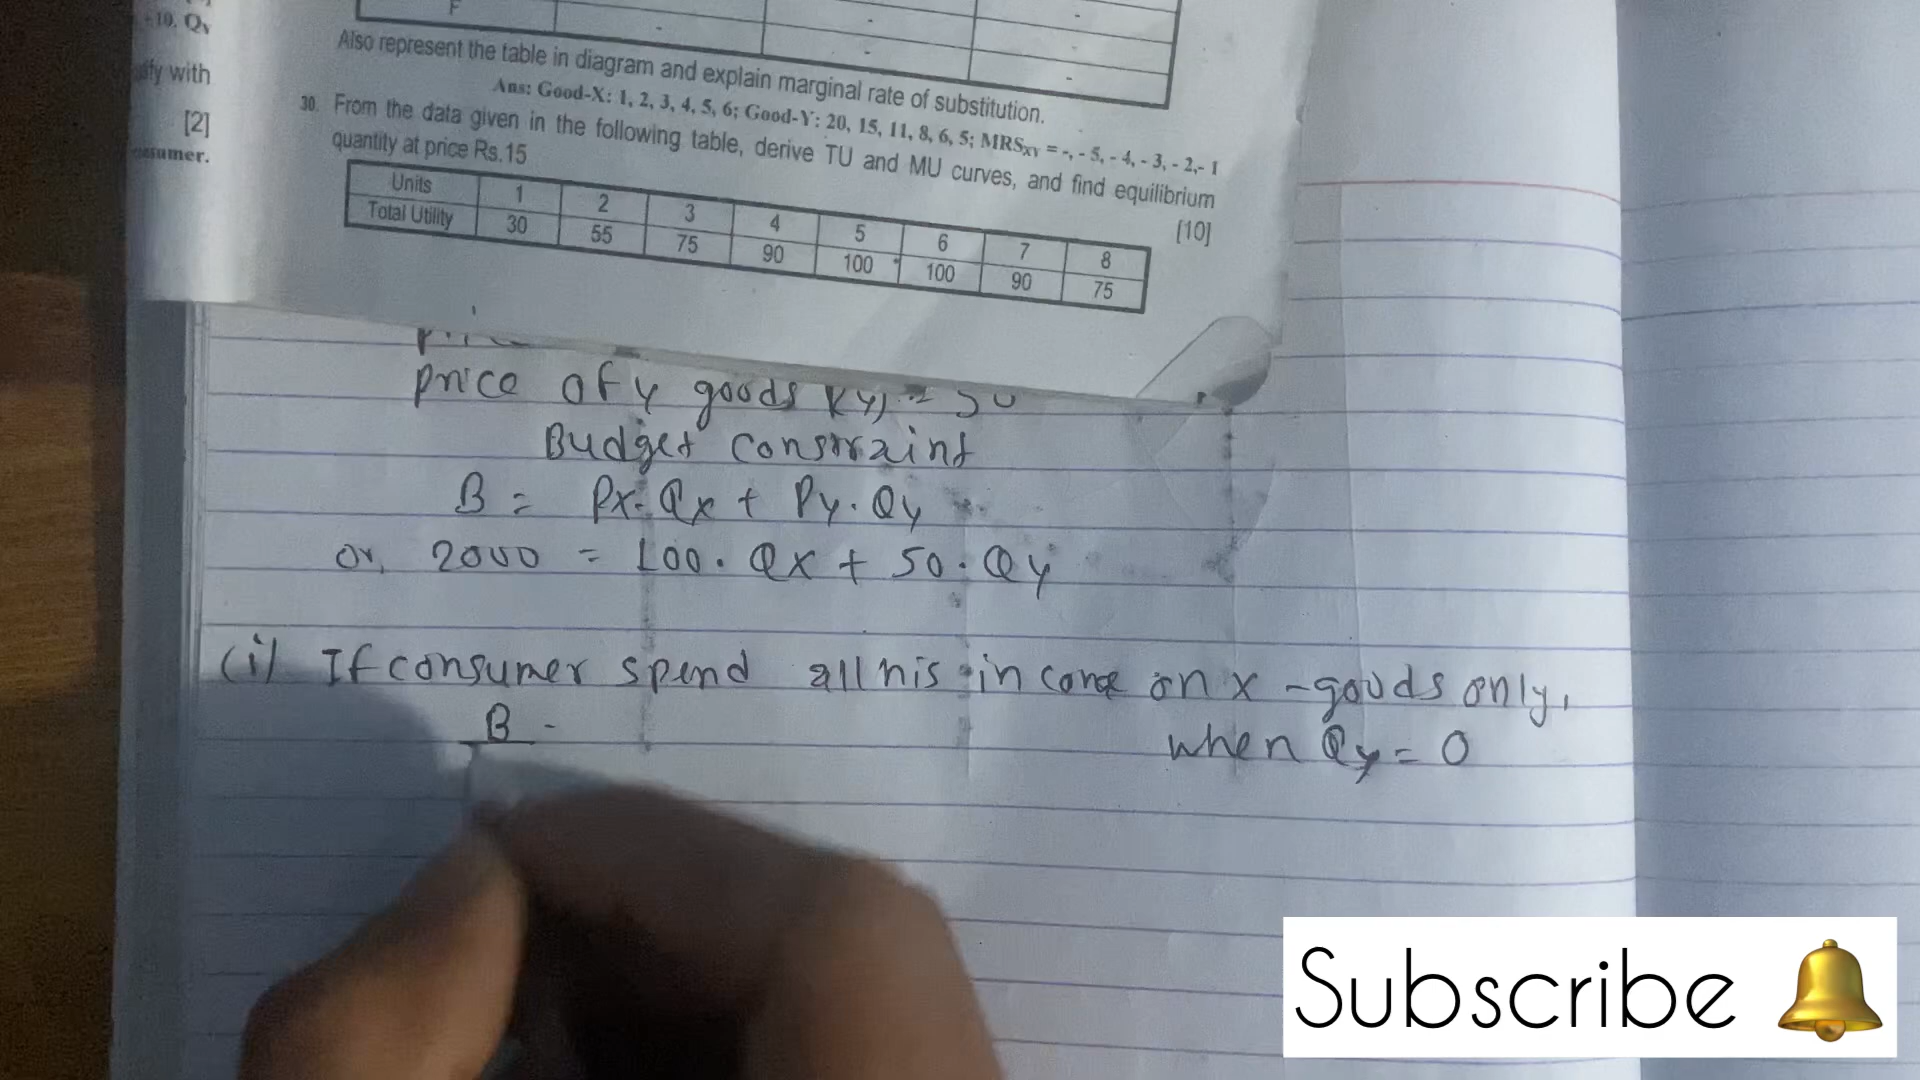 -10. Qy
ify with
[2]
nsumer.
F - - -
- - -
Also represent the table in diagram and explain marginal rate of substitution.
Ans: Good-X: 1, 2, 3, 4, 5, 6; Good-Y: 20, 15, 11, 8, 6, 5; MRSXY = -, - 5, - 4, - 3, - 2,- 1
30. From the data given in the following table, derive TU and MU curves, and find equilibrium
quantity at price Rs.15
[10]
Units 1 2 3 4 5 6 7 8
Total Utility 30 55 75 90 100 100 90 75
price of y goods (y) = 50
Budget constraint
B = Px. Qx + Py. Qy
or, 2000 = 100. Qx + 50. Qy
(i) If consumer spend all his income on x -goods only,
when Qy = 0
B -
Subscribe